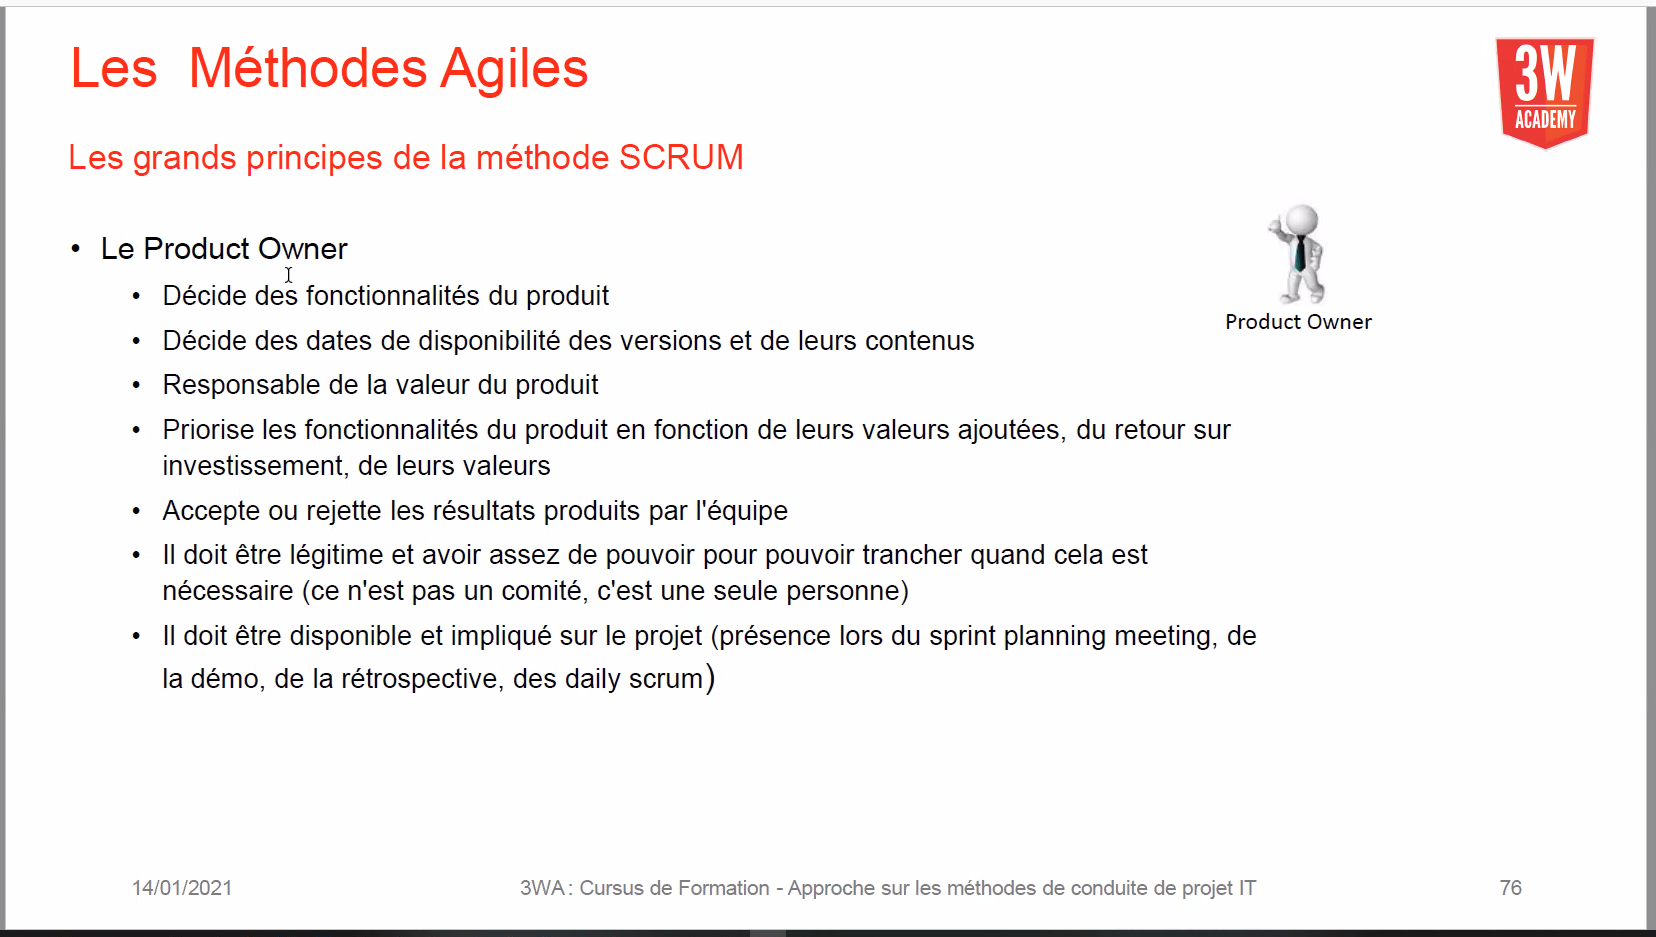 Les Méthodes Agiles
3W
ACADEMY
Les grands principes de la méthode SCRUM
• Le Product Owner
• Décide des fonctionnalités du produit
Product Owner
• Décide des dates de disponibilité des versions et de leurs contenus
• Responsable de la valeur du produit
• Priorise les fonctionnalités du produit en fonction de leurs valeurs ajoutées, du retour sur
investissement, de leurs valeurs
• Accepte ou rejette les résultats produits par l'équipe
• Il doit être légitime et avoir assez de pouvoir pour pouvoir trancher quand cela est
nécessaire (ce n'est pas un comité, c'est une seule personne)
• Il doit être disponible et impliqué sur le projet (présence lors du sprint planning meeting, de
la démo, de la rétrospective, des daily scrum)
14/01/2021
3WA : Cursus de Formation - Approche sur les méthodes de conduite de projet IT
76